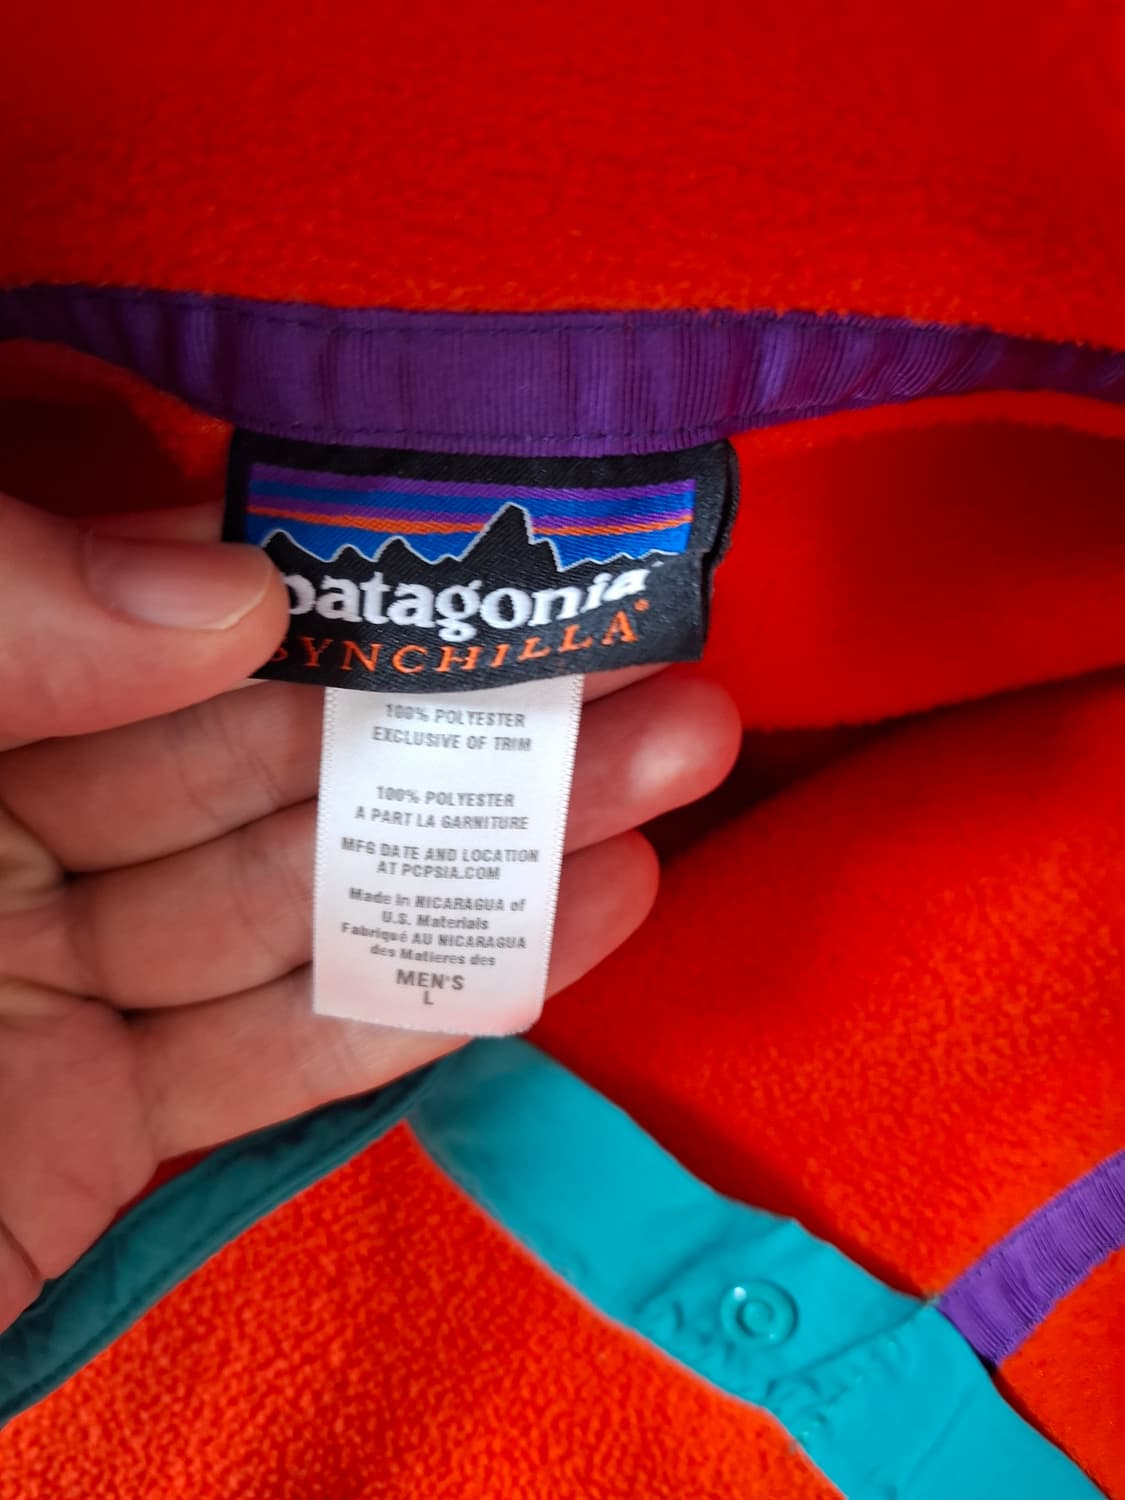 patagonia
SYNCHILLA®
100% POLYESTER
EXCLUSIVE OF TRIM
100% POLYESTER
A PART LA GARNITURE
MFG DATE AND LOCATION
AT PCPSIA.COM
Made in NICARAGUA of
U.S. Materials
Fabriqué AU NICARAGUA
des Matieres des
MEN'S
L